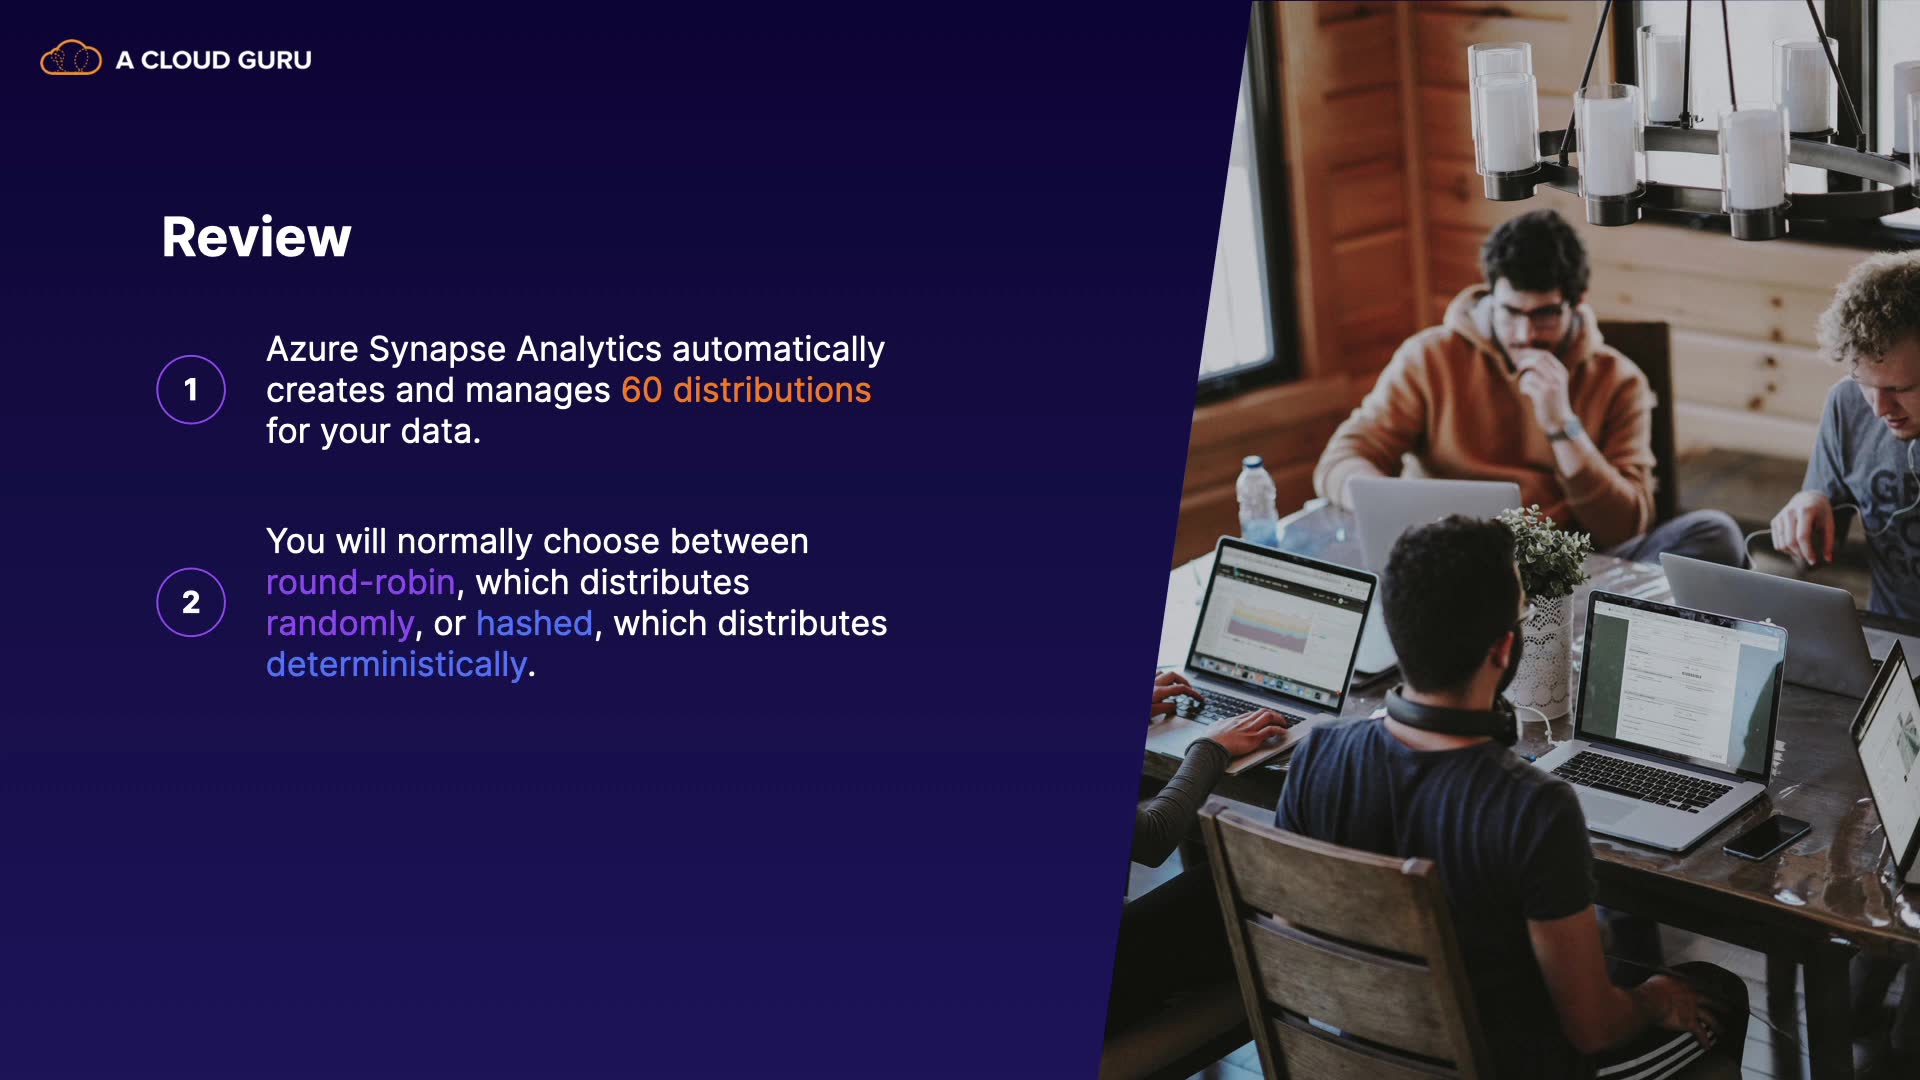 A CLOUD GURU
Review
1
Azure Synapse Analytics automatically
creates and manages 60 distributions
for your data.
2
You will normally choose between
round-robin, which distributes
randomly, or hashed, which distributes
deterministically.